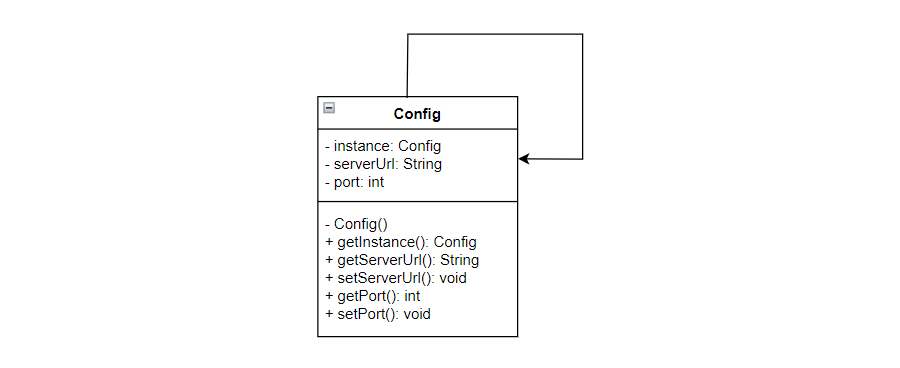 Config
- instance: Config
- serverUrl: String
- port: int
- Config()
+ getInstance(): Config
+ getServerUrl(): String
+ setServerUrl(): void
+ getPort(): int
+ setPort(): void